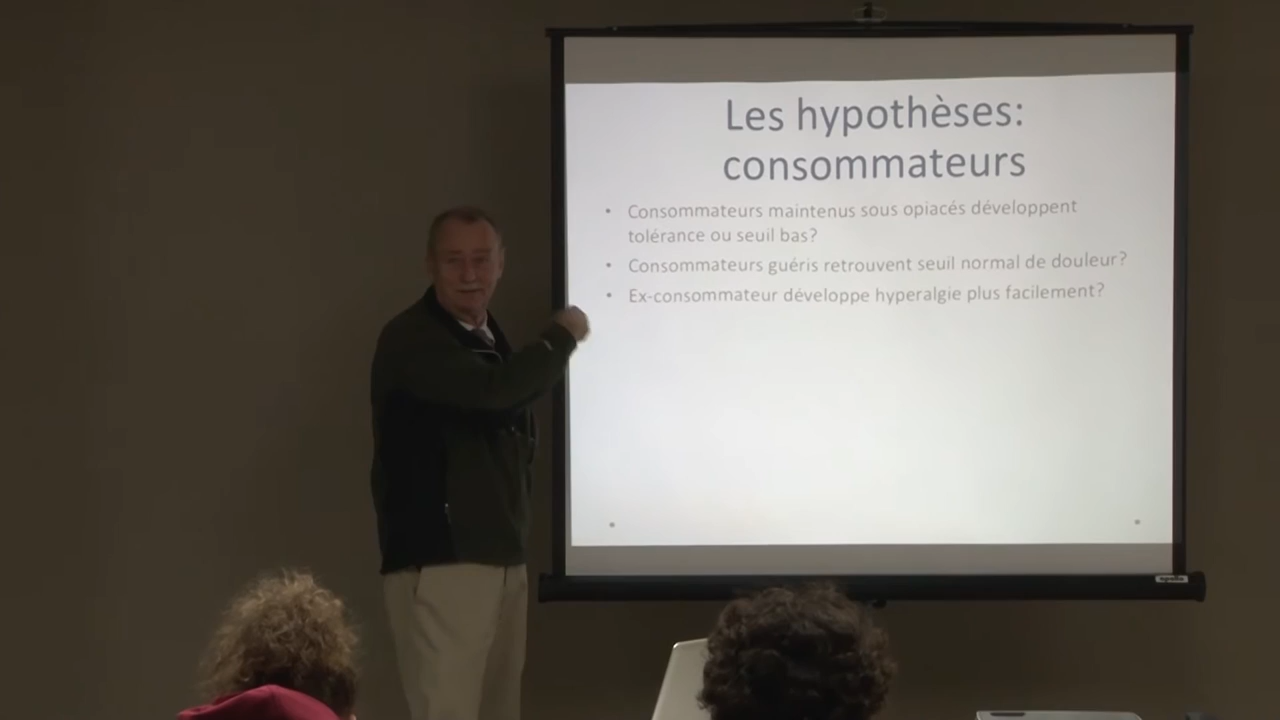 Les hypothèses:
consommateurs
• Consommateurs maintenus sous opiacés développent
tolérance ou seuil bas?
• Consommateurs guéris retrouvent seuil normal de douleur?
• Ex-consommateur développe hyperalgie plus facilement?
apollo